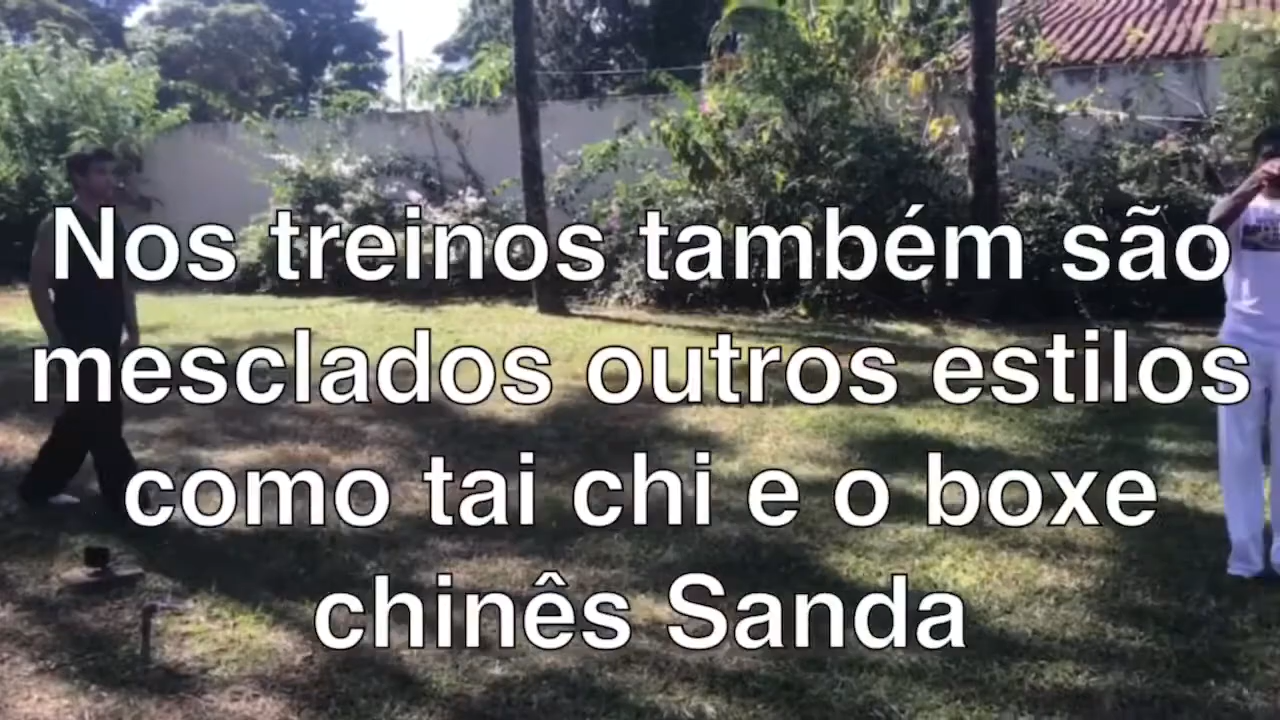 Nos treinos também são
mesclados outros estilos
como tai chi e o boxe
chinês Sanda